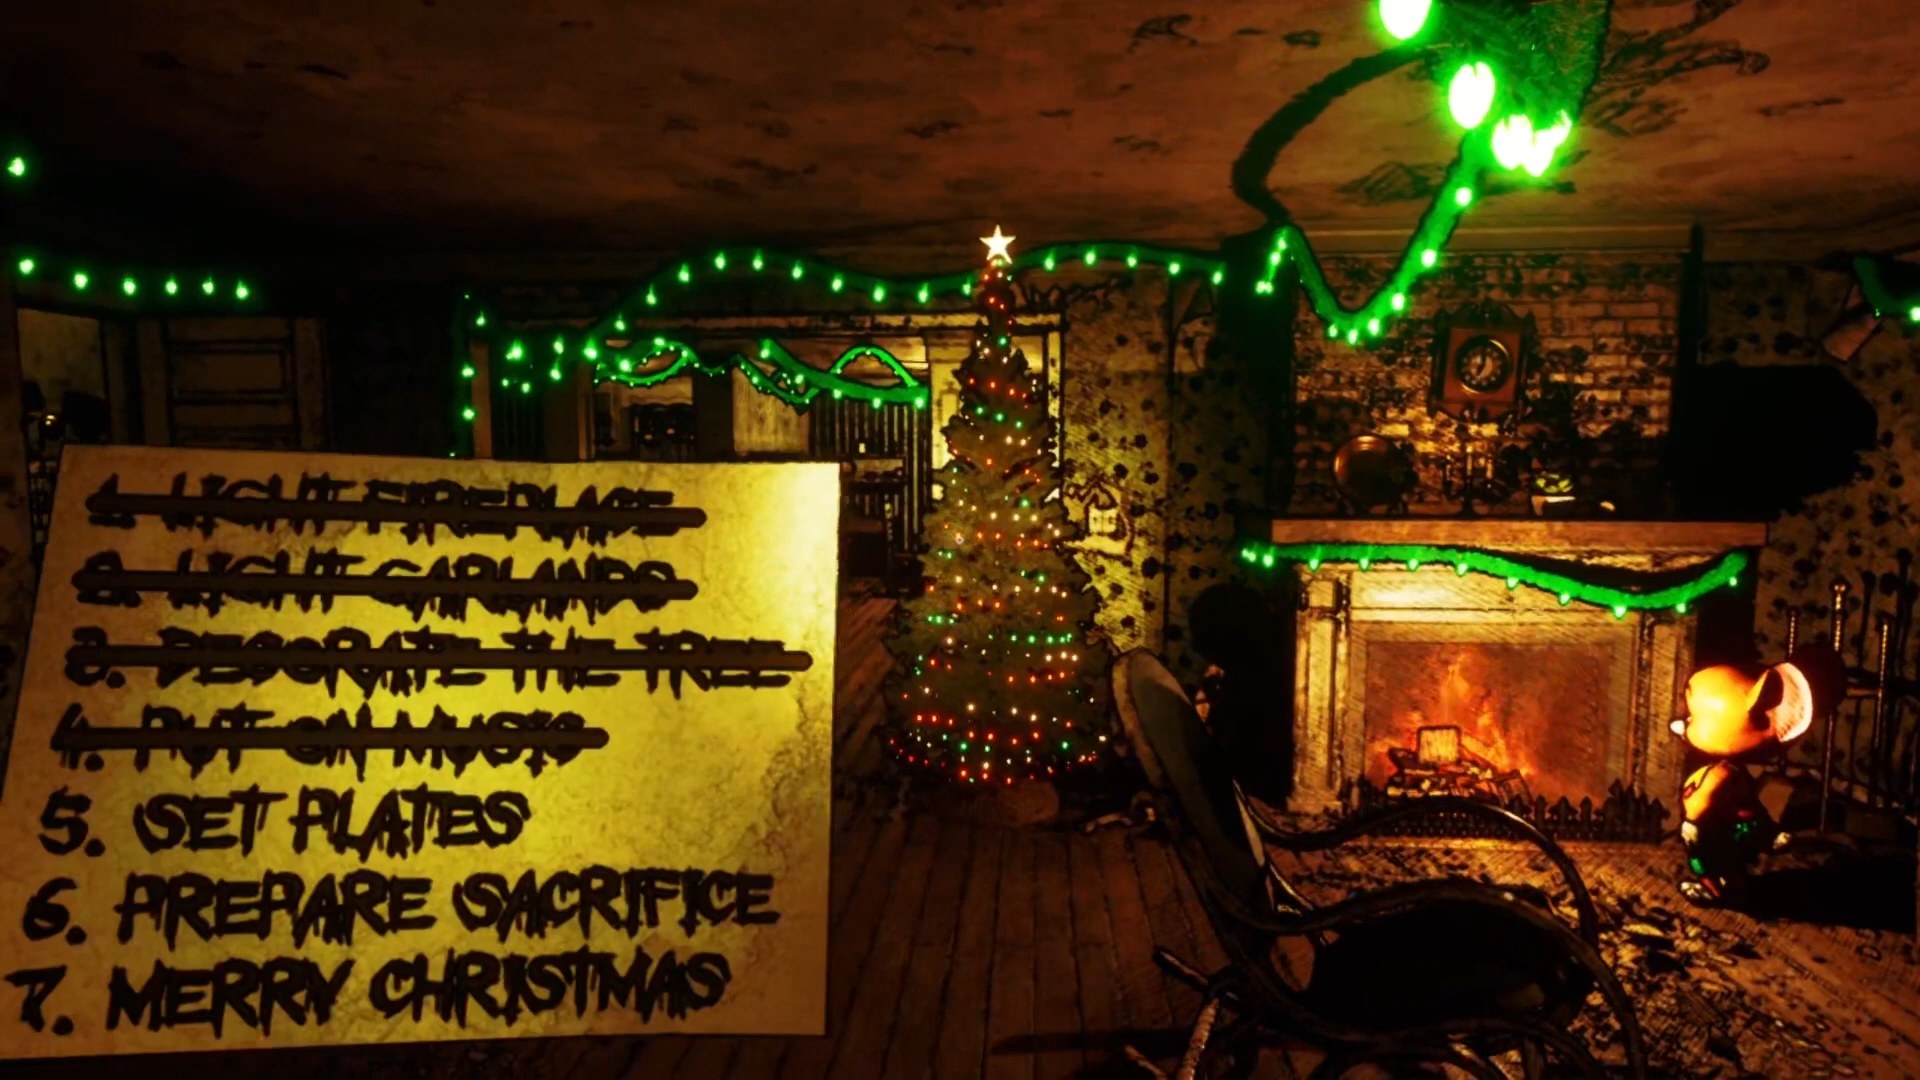 1. LIGHT FIREPLACE
2. LIGHT GARLANDS
3. DECORATE THE TREE
4. PUT ON MUSIC
5. SET PLATES
6. PREPARE SACRIFICE
7. MERRY CHRISTMAS